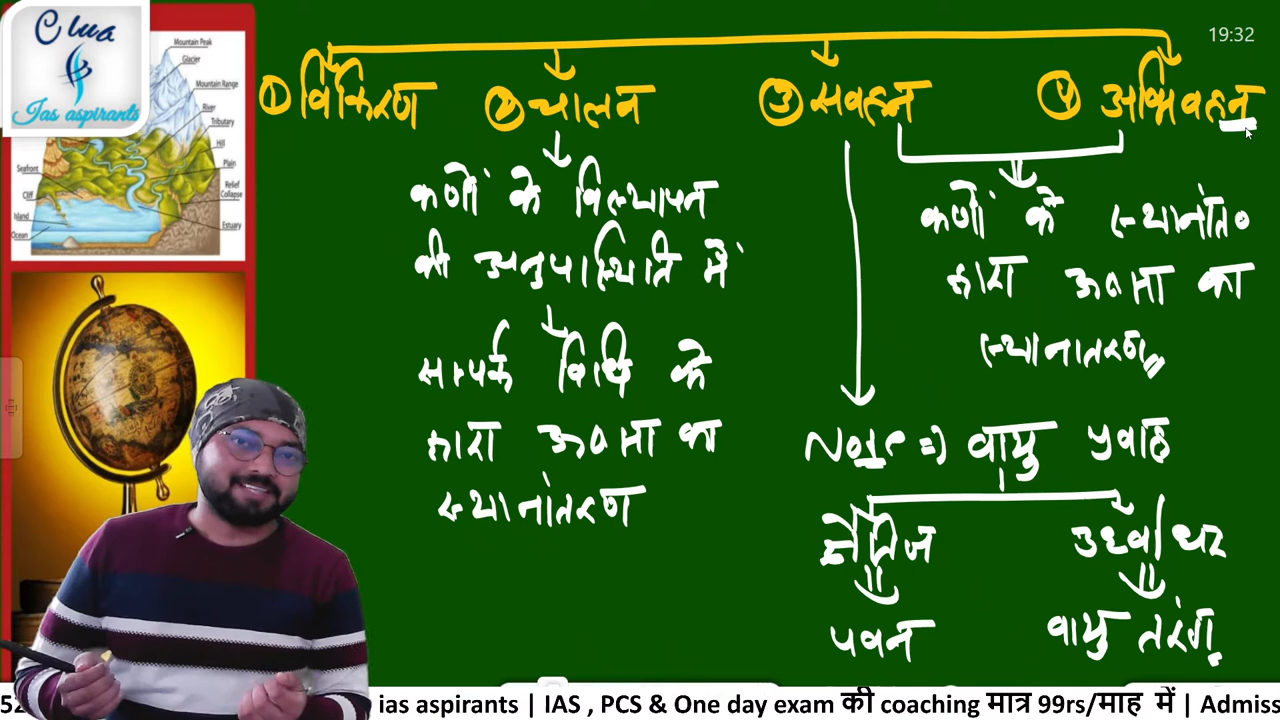 Clua
Ias aspirants
Mountain Peak
Glacier
Mountain Range
River
Tributary
Hill
Plain
Relief
Collapse
Estuary
Seafront
Cliff
Island
Ocean
19:32
① विकिरण
② चालन
③ संवहन
④ अभिवहन
कणों के विस्थापन
की अनुपस्थिति में
सम्पर्क विधि के
द्वारा ऊष्मा का
स्थानांतरण
कणों के स्थानांत०
द्वारा ऊष्मा का
स्थानांतरण
Note => वायु प्रवाह
क्षैतिज
उर्ध्वाधर
पवन
वायु तरंग
ias aspirants | IAS , PCS & One day exam की coaching मात्र 99rs/माह में | Admiss